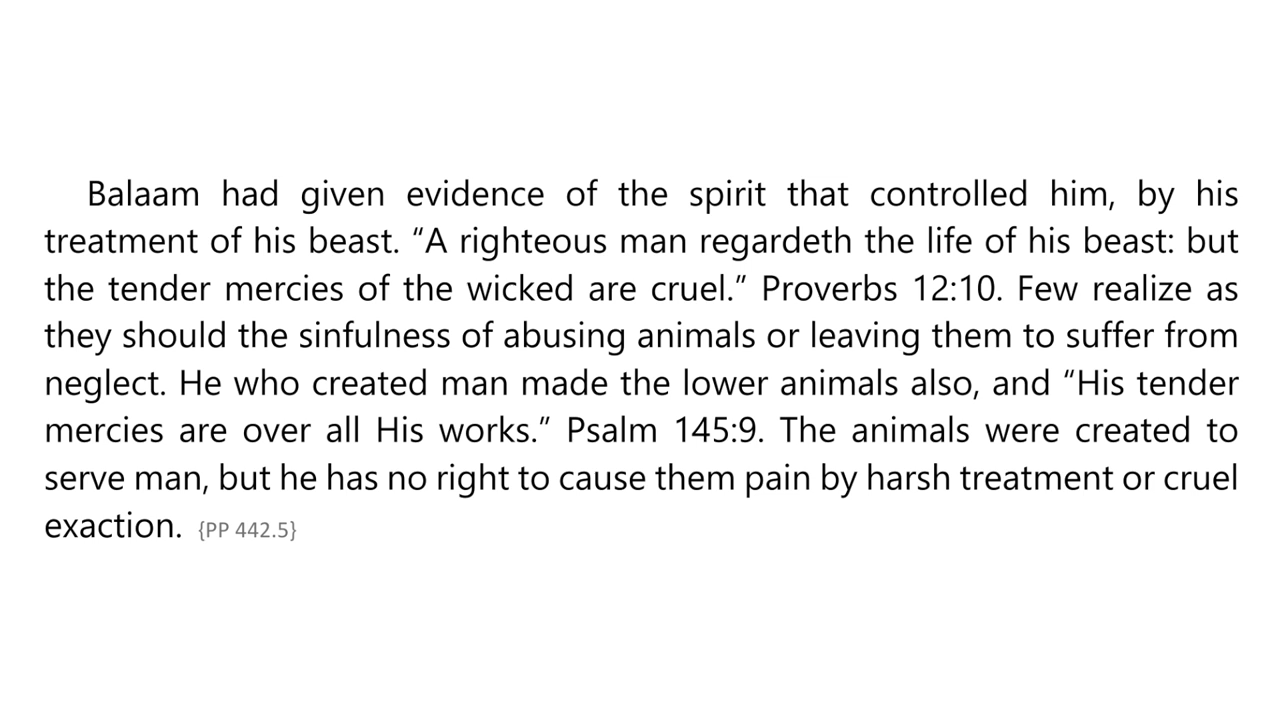 Balaam had given evidence of the spirit that controlled him, by his
treatment of his beast. “A righteous man regardeth the life of his beast: but
the tender mercies of the wicked are cruel.” Proverbs 12:10. Few realize as
they should the sinfulness of abusing animals or leaving them to suffer from
neglect. He who created man made the lower animals also, and “His tender
mercies are over all His works.” Psalm 145:9. The animals were created to
serve man, but he has no right to cause them pain by harsh treatment or cruel
exaction. {PP 442.5}